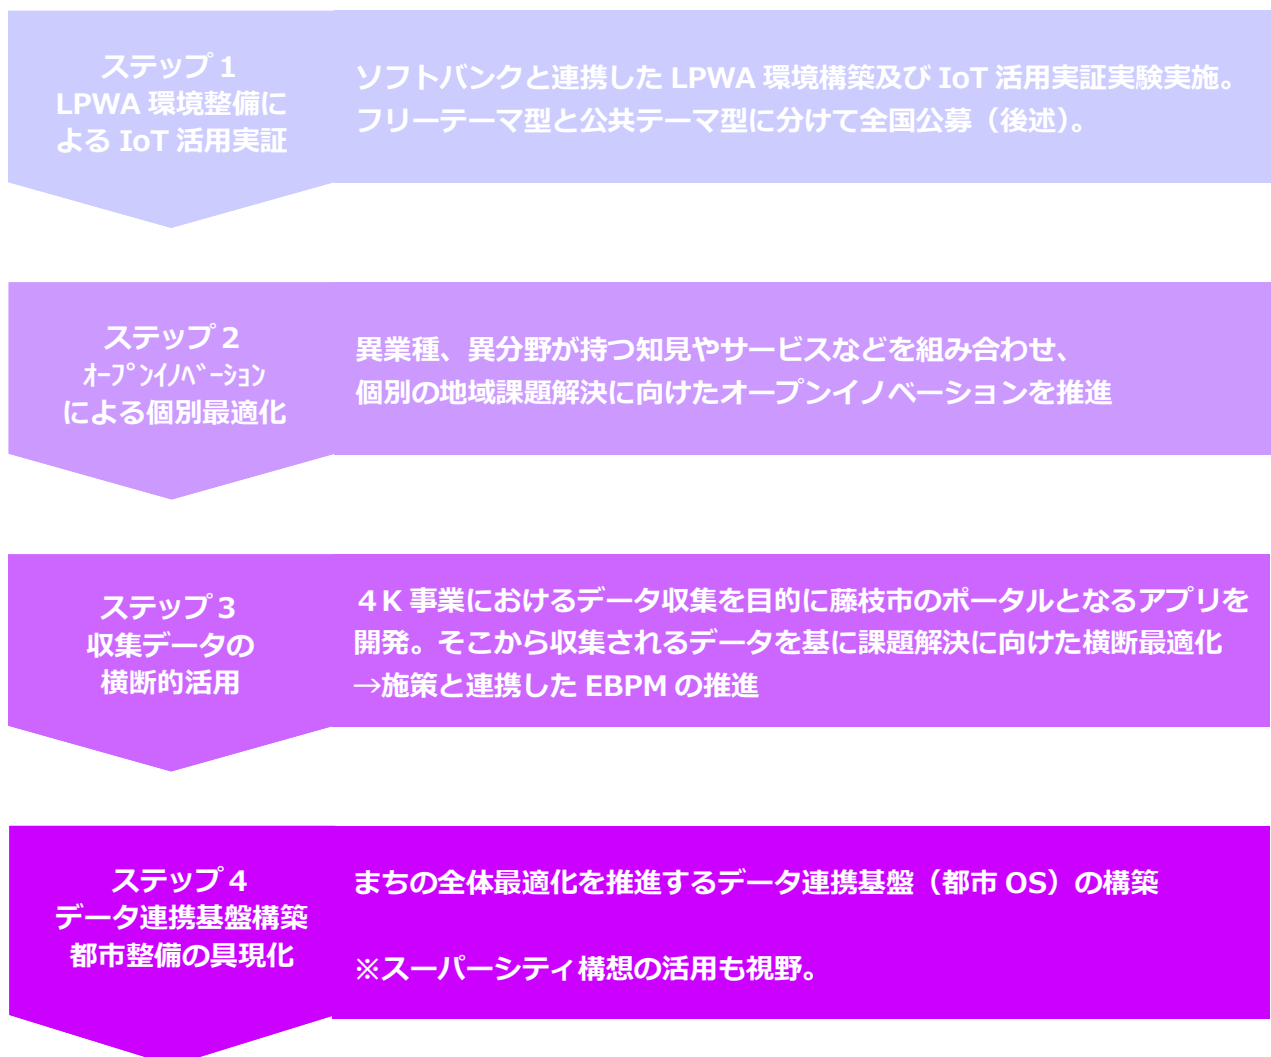 ステップ 1
LPWA 環境整備に
よる IoT 活用実証
ソフトバンクと連携した LPWA 環境構築及び IoT 活用実証実験実施。
フリーテーマ型と公共テーマ型に分けて全国公募（後述）。
ステップ 2
ｵｰﾌﾟﾝｲﾉﾍﾞｰｼｮﾝ
による個別最適化
異業種、異分野が持つ知見やサービスなどを組み合わせ、
個別の地域課題解決に向けたオープンイノベーションを推進
ステップ 3
収集データの
横断的活用
４K 事業におけるデータ収集を目的に藤枝市のポータルとなるアプリを
開発。そこから収集されるデータを基に課題解決に向けた横断最適化
→施策と連携した EBPM の推進
ステップ 4
データ連携基盤構築
都市整備の具現化
まちの全体最適化を推進するデータ連携基盤（都市 OS）の構築
※スーパーシティ構想の活用も視野。